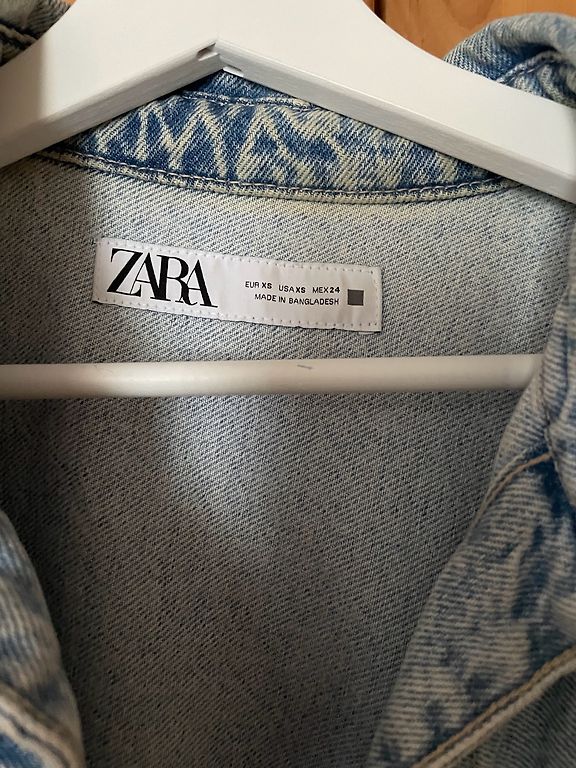 ZARA
EUR XS USA XS MEX 24
MADE IN BANGLADESH